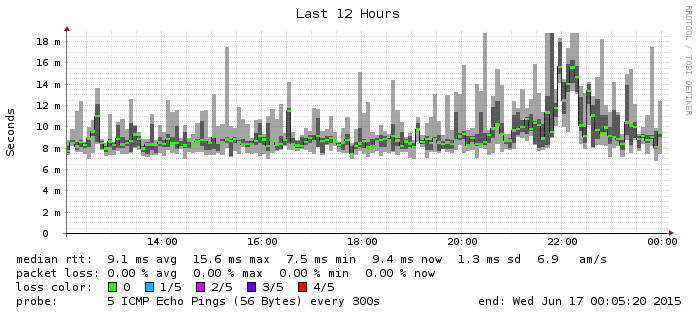 Last 12 Hours
RRDTOOL / TOBI OETIKER
Seconds
18 m
16 m
14 m
12 m
10 m
8 m
6 m
4 m
2 m
0
14:00 16:00 18:00 20:00 22:00 00:00
median rtt: 9.1 ms avg 15.6 ms max 7.5 ms min 9.4 ms now 1.3 ms sd 6.9 am/s
packet loss: 0.00 % avg 0.00 % max 0.00 % min 0.00 % now
loss color: 0 1/5 2/5 3/5 4/5
probe: 5 ICMP Echo Pings (56 Bytes) every 300s end: Wed Jun 17 00:05:20 2015